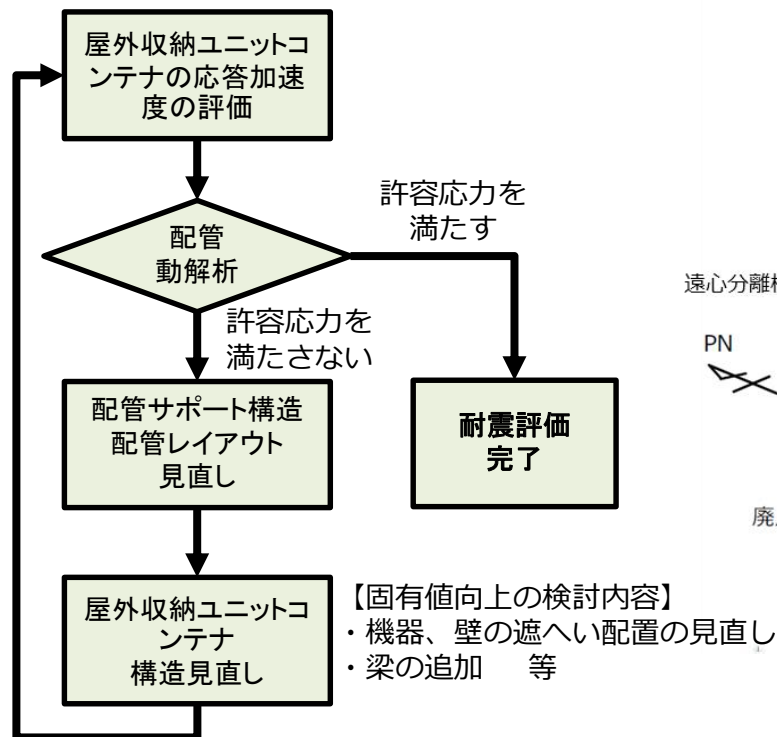 屋外収納ユニットコ
ンテナの応答加速
度の評価
配管
動解析
許容応力を
満たす
許容応力を
満たさない
配管サポート構造
配管レイアウト
見直し
耐震評価
完了
屋外収納ユニットコ
ンテナ
構造見直し
【固有値向上の検討内容】
・機器、壁の遮へい配置の見直し
・梁の追加 等
遠心分離
PN